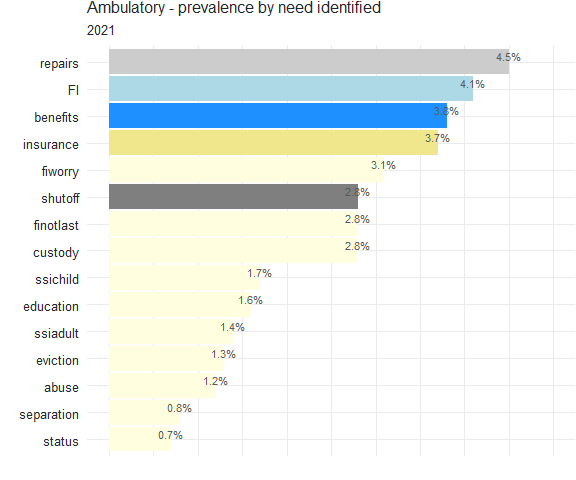 Ambulatory - prevalence by need identified
2021
repairs 4.5%
FI 4.1%
benefits 3.8%
insurance 3.7%
fiworry 3.1%
shutoff 2.8%
finotlast 2.8%
custody 2.8%
ssichild 1.7%
education 1.6%
ssiadult 1.4%
eviction 1.3%
abuse 1.2%
separation 0.8%
status 0.7%